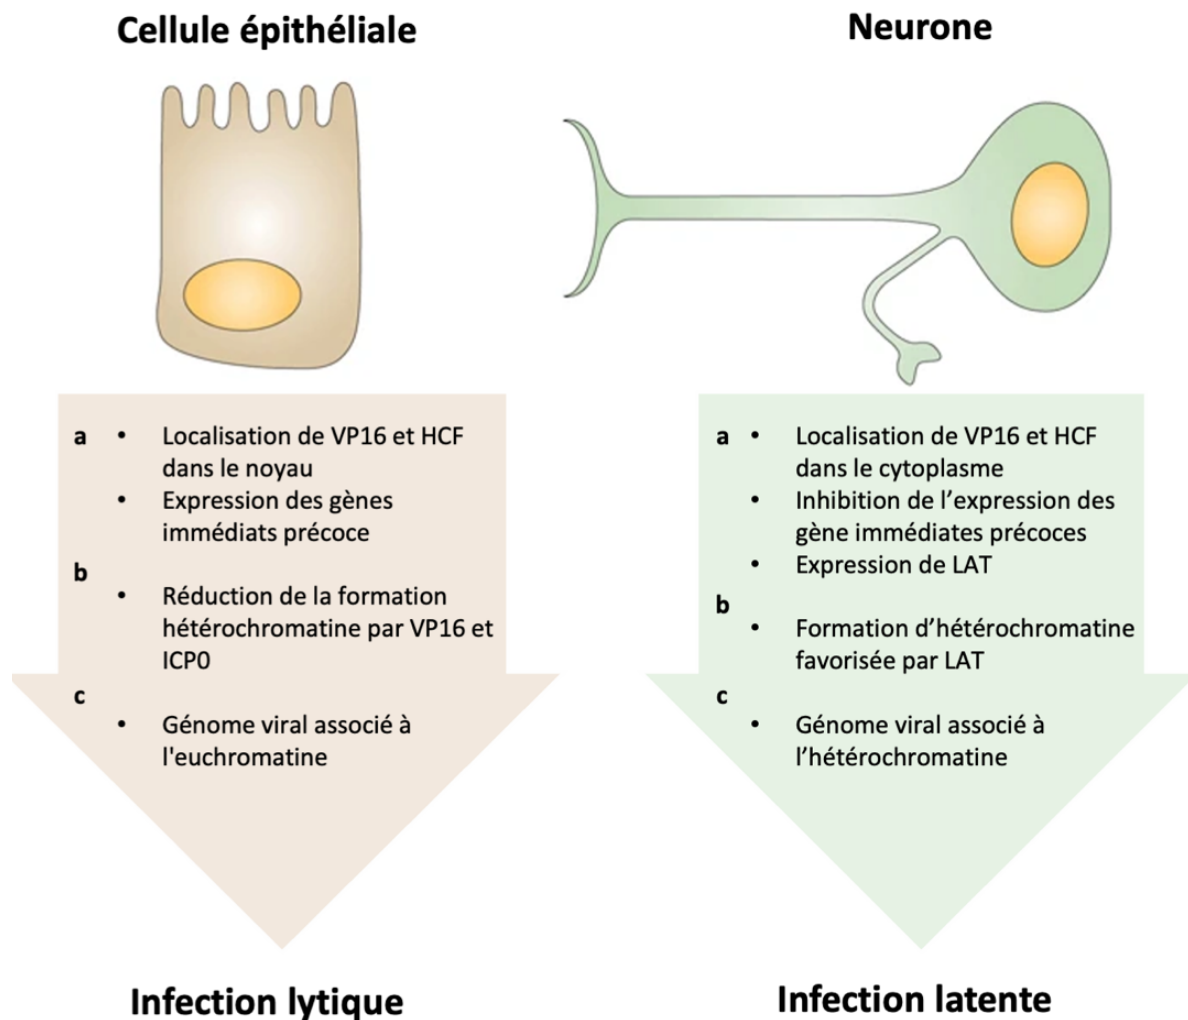 Cellule épithéliale
Neurone
a • Localisation de VP16 et HCF
dans le noyau
• Expression des gènes
immédiats précoce
b
• Réduction de la formation
hétérochromatine par VP16 et
ICP0
c
• Génome viral associé à
l'euchromatine
a • Localisation de VP16 et HCF
dans le cytoplasme
• Inhibition de l’expression des
gène immédiates précoces
• Expression de LAT
b
• Formation d’hétérochromatine
favorisée par LAT
c
• Génome viral associé à
l’hétérochromatine
Infection lytique
Infection latente